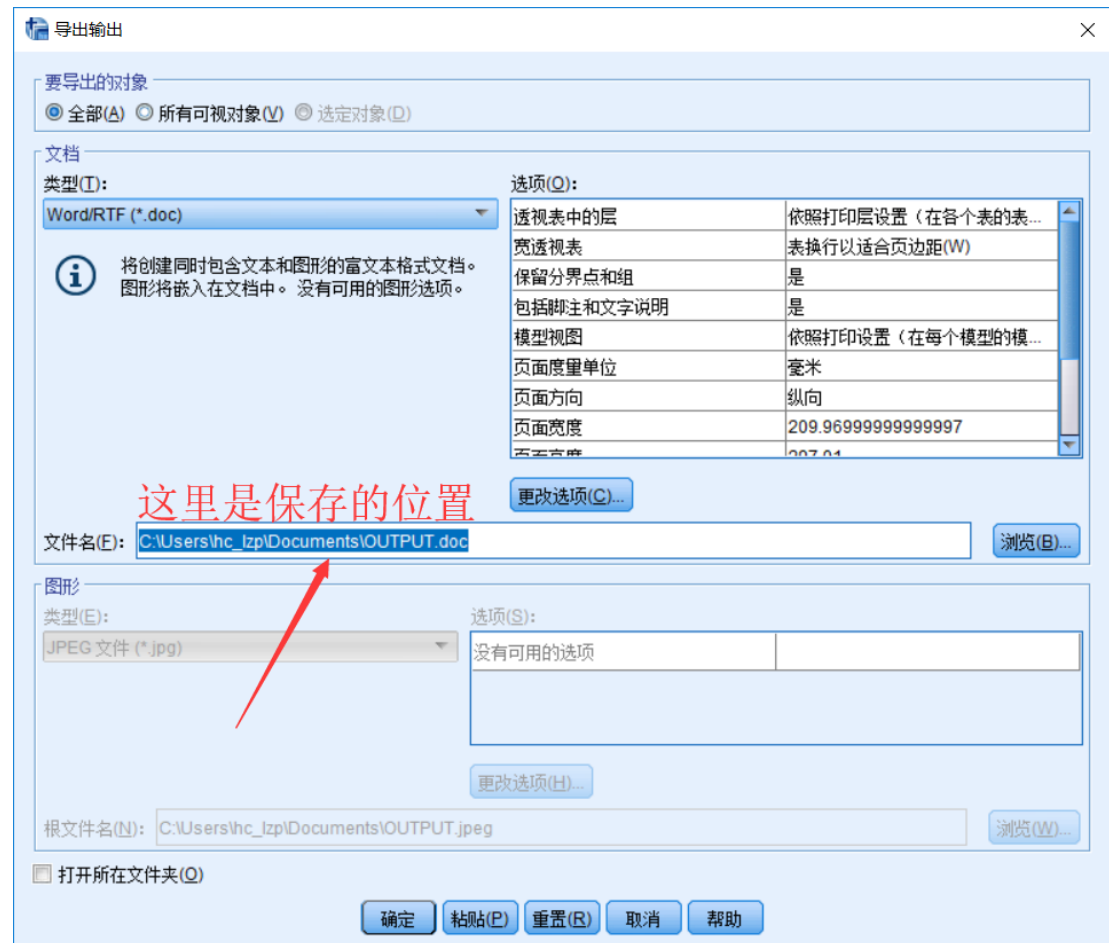 导出输出
要导出的对象
全部(A) 所有可视对象(V) 选定对象(D)
文档
类型(T):
Word/RTF (*.doc)
将创建同时包含文本和图形的富文本格式文档。
图形将嵌入在文档中。 没有可用的图形选项。
选项(O):
透视表中的层 依照打印层设置（在各个表的表...
宽透视表 表换行以适合页边距(W)
保留分界点和组 是
包括脚注和文字说明 是
模型视图 依照打印设置（在每个模型的模...
页面度量单位 毫米
页面方向 纵向
页面宽度 209.96999999999997
页面高度 297.01
更改选项(C)...
这里是保存的位置
文件名(F): C:\Users\hc_lzp\Documents\OUTPUT.doc 浏览(B)...
图形
类型(E):
JPEG 文件 (*.jpg)
选项(S):
没有可用的选项
更改选项(H)...
根文件名(N): C:\Users\hc_lzp\Documents\OUTPUT.jpeg 浏览(W)...
打开所在文件夹(O)
确定 粘贴(P) 重置(R) 取消 帮助